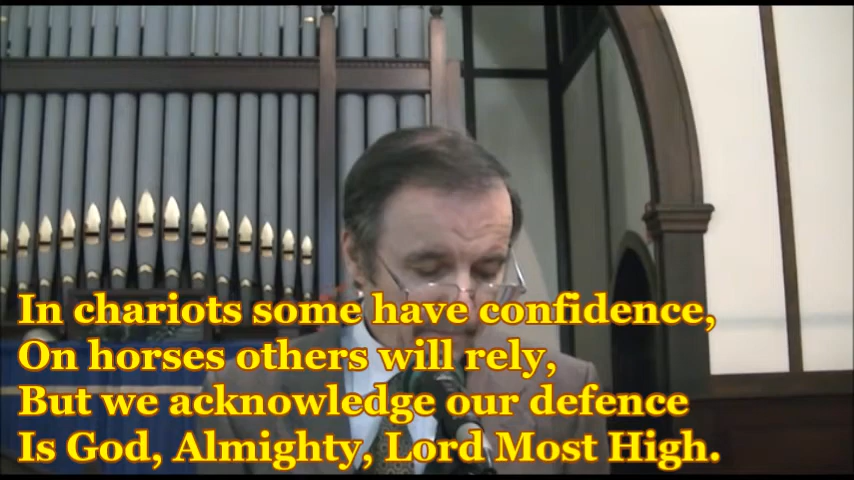 In chariots some have confidence,
On horses others will rely,
But we acknowledge our defence
Is God, Almighty, Lord Most High.